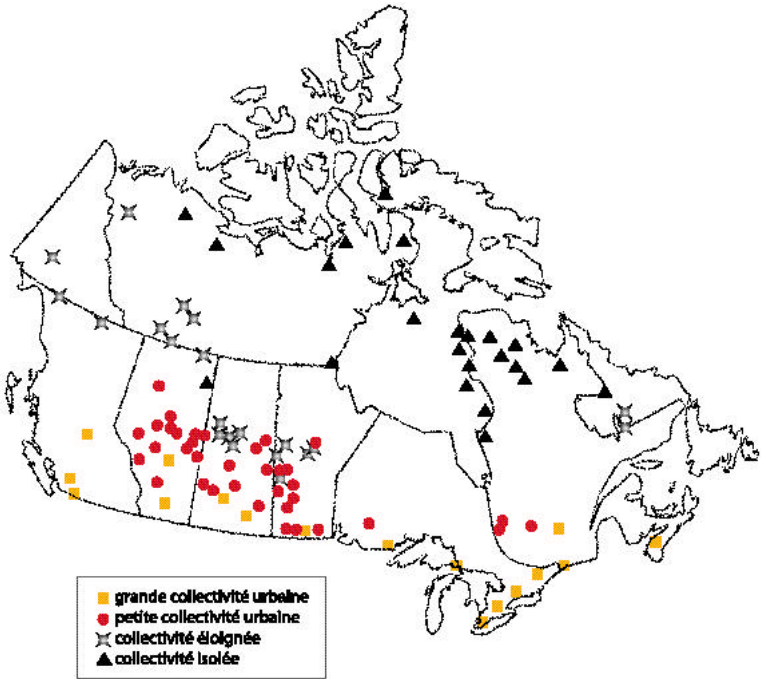 grande collectivité urbaine
petite collectivité urbaine
collectivité éloignée
collectivité isolée